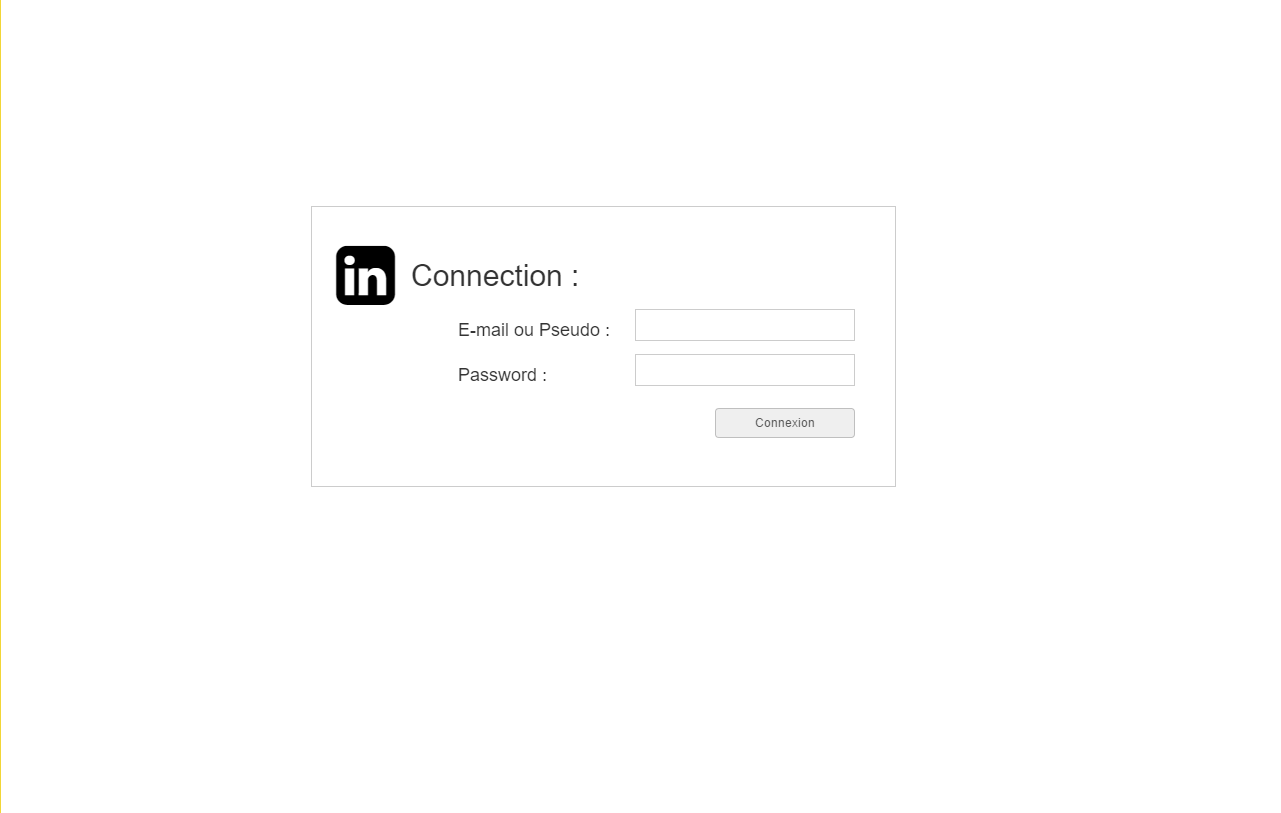 in Connection :
E-mail ou Pseudo :
Password :
Connexion